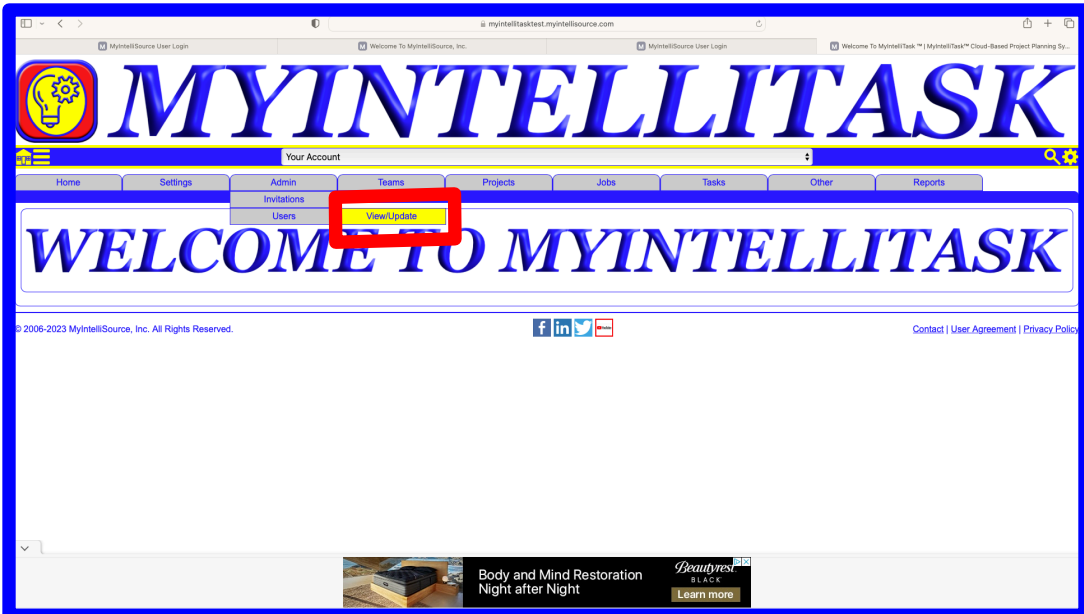 myintellitasktest.myintellisource.com
MyIntelliSource User Login
Welcome To MyIntelliSource, Inc.
MyIntelliSource User Login
Welcome To MyIntelliTask ™ | MyIntelliTask™ Cloud-Based Project Planning Sy...
MYINTELLITASK
Your Account
Home Settings Admin Teams Projects Jobs Tasks Other Reports
Invitations
Users View/Update
WELCOME TO MYINTELLITASK
© 2006-2023 MyIntelliSource, Inc. All Rights Reserved.
Contact | User Agreement | Privacy Policy
Body and Mind Restoration
Night after Night
Beautyrest
BLACK
Learn more